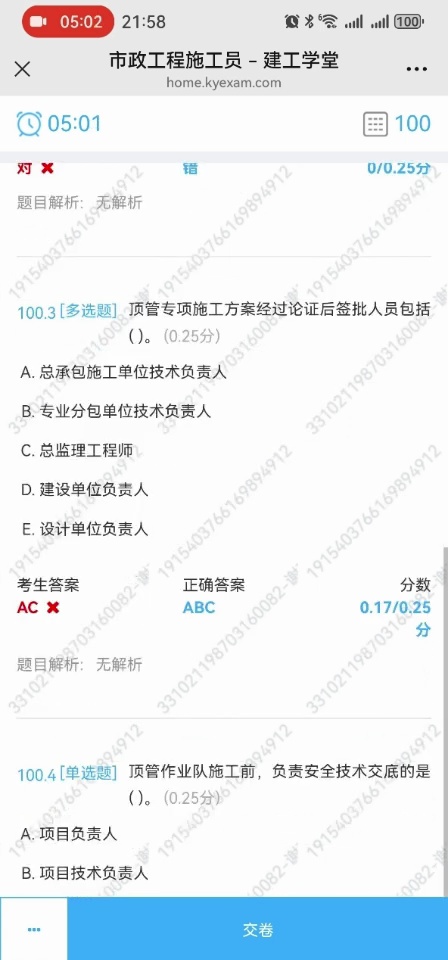 05:02 21:58 100
市政工程施工员 - 建工学堂
home.kyexam.com
05:01 100
对 错 0/0.25分
题目解析: 无解析
100.3 [多选题] 顶管专项施工方案经过论证后签批人员包括
( )。 (0.25分)
A. 总承包施工单位技术负责人
B. 专业分包单位技术负责人
C. 总监理工程师
D. 建设单位负责人
E. 设计单位负责人
考生答案 正确答案 分数
AC ABC 0.17/0.25
分
题目解析: 无解析
100.4 [单选题] 顶管作业队施工前，负责安全技术交底的是
( )。 (0.25分)
A. 项目负责人
B. 项目技术负责人
交卷